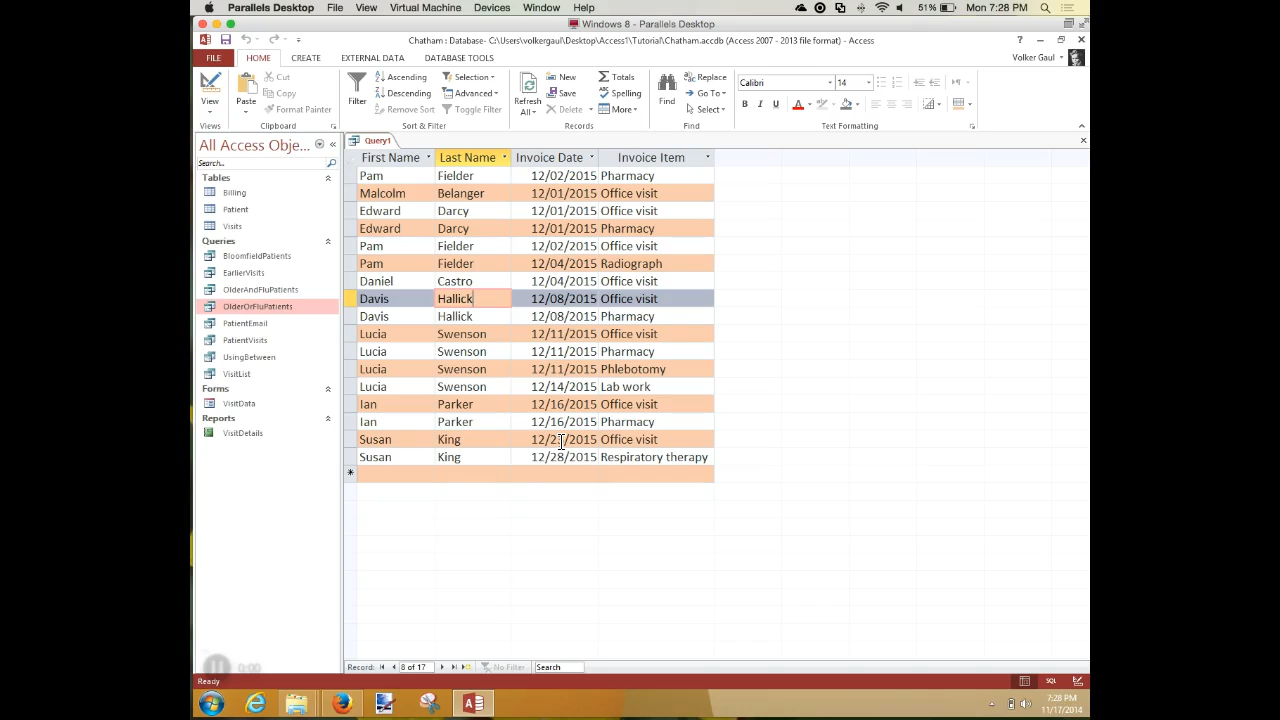 Parallels Desktop File View Virtual Machine Devices Window Help 51% Mon 7:28 PM
Windows 8 - Parallels Desktop
Chatham : Database- C:\Users\volkergaul\Desktop\Access1\Tutorial\Chatham.accdb (Access 2007 - 2013 file format) - Access
FILE HOME CREATE EXTERNAL DATA DATABASE TOOLS Volker Gaul
View Paste Cut Copy Format Painter
Filter Ascending Descending Remove Sort Selection Advanced Toggle Filter
Refresh All New Save Delete Totals Spelling More
Find Replace Go To Select Calibri 14
B I U A
Views Clipboard Sort & Filter Records Find Text Formatting
All Access Obje...
Search...
Tables
Billing
Patient
Visits
Queries
BloomfieldPatients
EarlierVisits
OlderAndFluPatients
OlderOrFluPatients
PatientEmail
PatientVisits
UsingBetween
VisitList
Forms
VisitData
Reports
VisitDetails
Query1
First Name Last Name Invoice Date Invoice Item
Pam Fielder 12/02/2015 Pharmacy
Malcolm Belanger 12/01/2015 Office visit
Edward Darcy 12/01/2015 Office visit
Edward Darcy 12/01/2015 Pharmacy
Pam Fielder 12/02/2015 Office visit
Pam Fielder 12/04/2015 Radiograph
Daniel Castro 12/04/2015 Office visit
Davis Hallick 12/08/2015 Office visit
Davis Hallick 12/08/2015 Pharmacy
Lucia Swenson 12/11/2015 Office visit
Lucia Swenson 12/11/2015 Pharmacy
Lucia Swenson 12/11/2015 Phlebotomy
Lucia Swenson 12/14/2015 Lab work
Ian Parker 12/16/2015 Office visit
Ian Parker 12/16/2015 Pharmacy
Susan King Office visit
Susan King 12/28/2015 Respiratory therapy
Record: 8 of 17 No Filter Search
0:00
Ready SQL
7:28 PM
11/17/2014